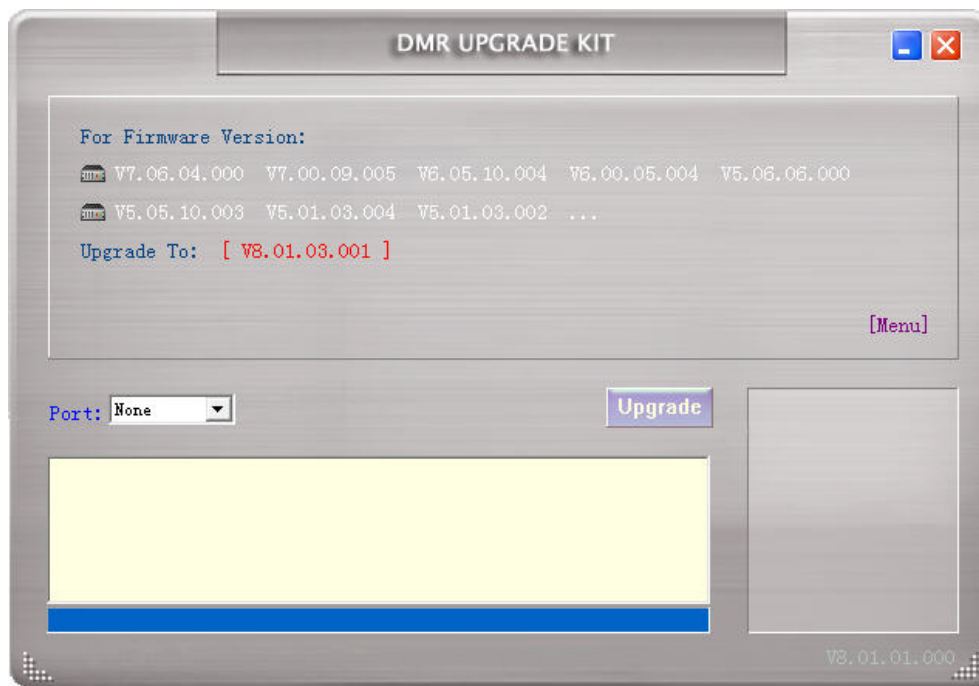 DMR UPGRADE KIT
For Firmware Version:
V7.06.04.000 V7.00.09.005 V6.05.10.004 V6.00.05.004 V5.06.06.000
V5.05.10.003 V5.01.03.004 V5.01.03.002 ...
Upgrade To: [ V8.01.03.001 ]
[Menu]
Port: None
Upgrade
V8.01.01.000